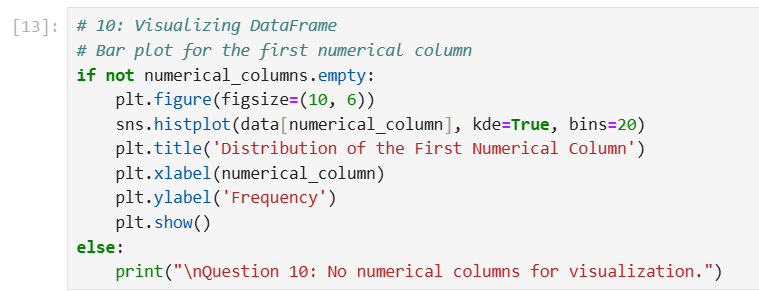 [13]: # 10: Visualizing DataFrame
# Bar plot for the first numerical column
if not numerical_columns.empty:
    plt.figure(figsize=(10, 6))
    sns.histplot(data[numerical_column], kde=True, bins=20)
    plt.title('Distribution of the First Numerical Column')
    plt.xlabel(numerical_column)
    plt.ylabel('Frequency')
    plt.show()
else:
    print("\nQuestion 10: No numerical columns for visualization.")